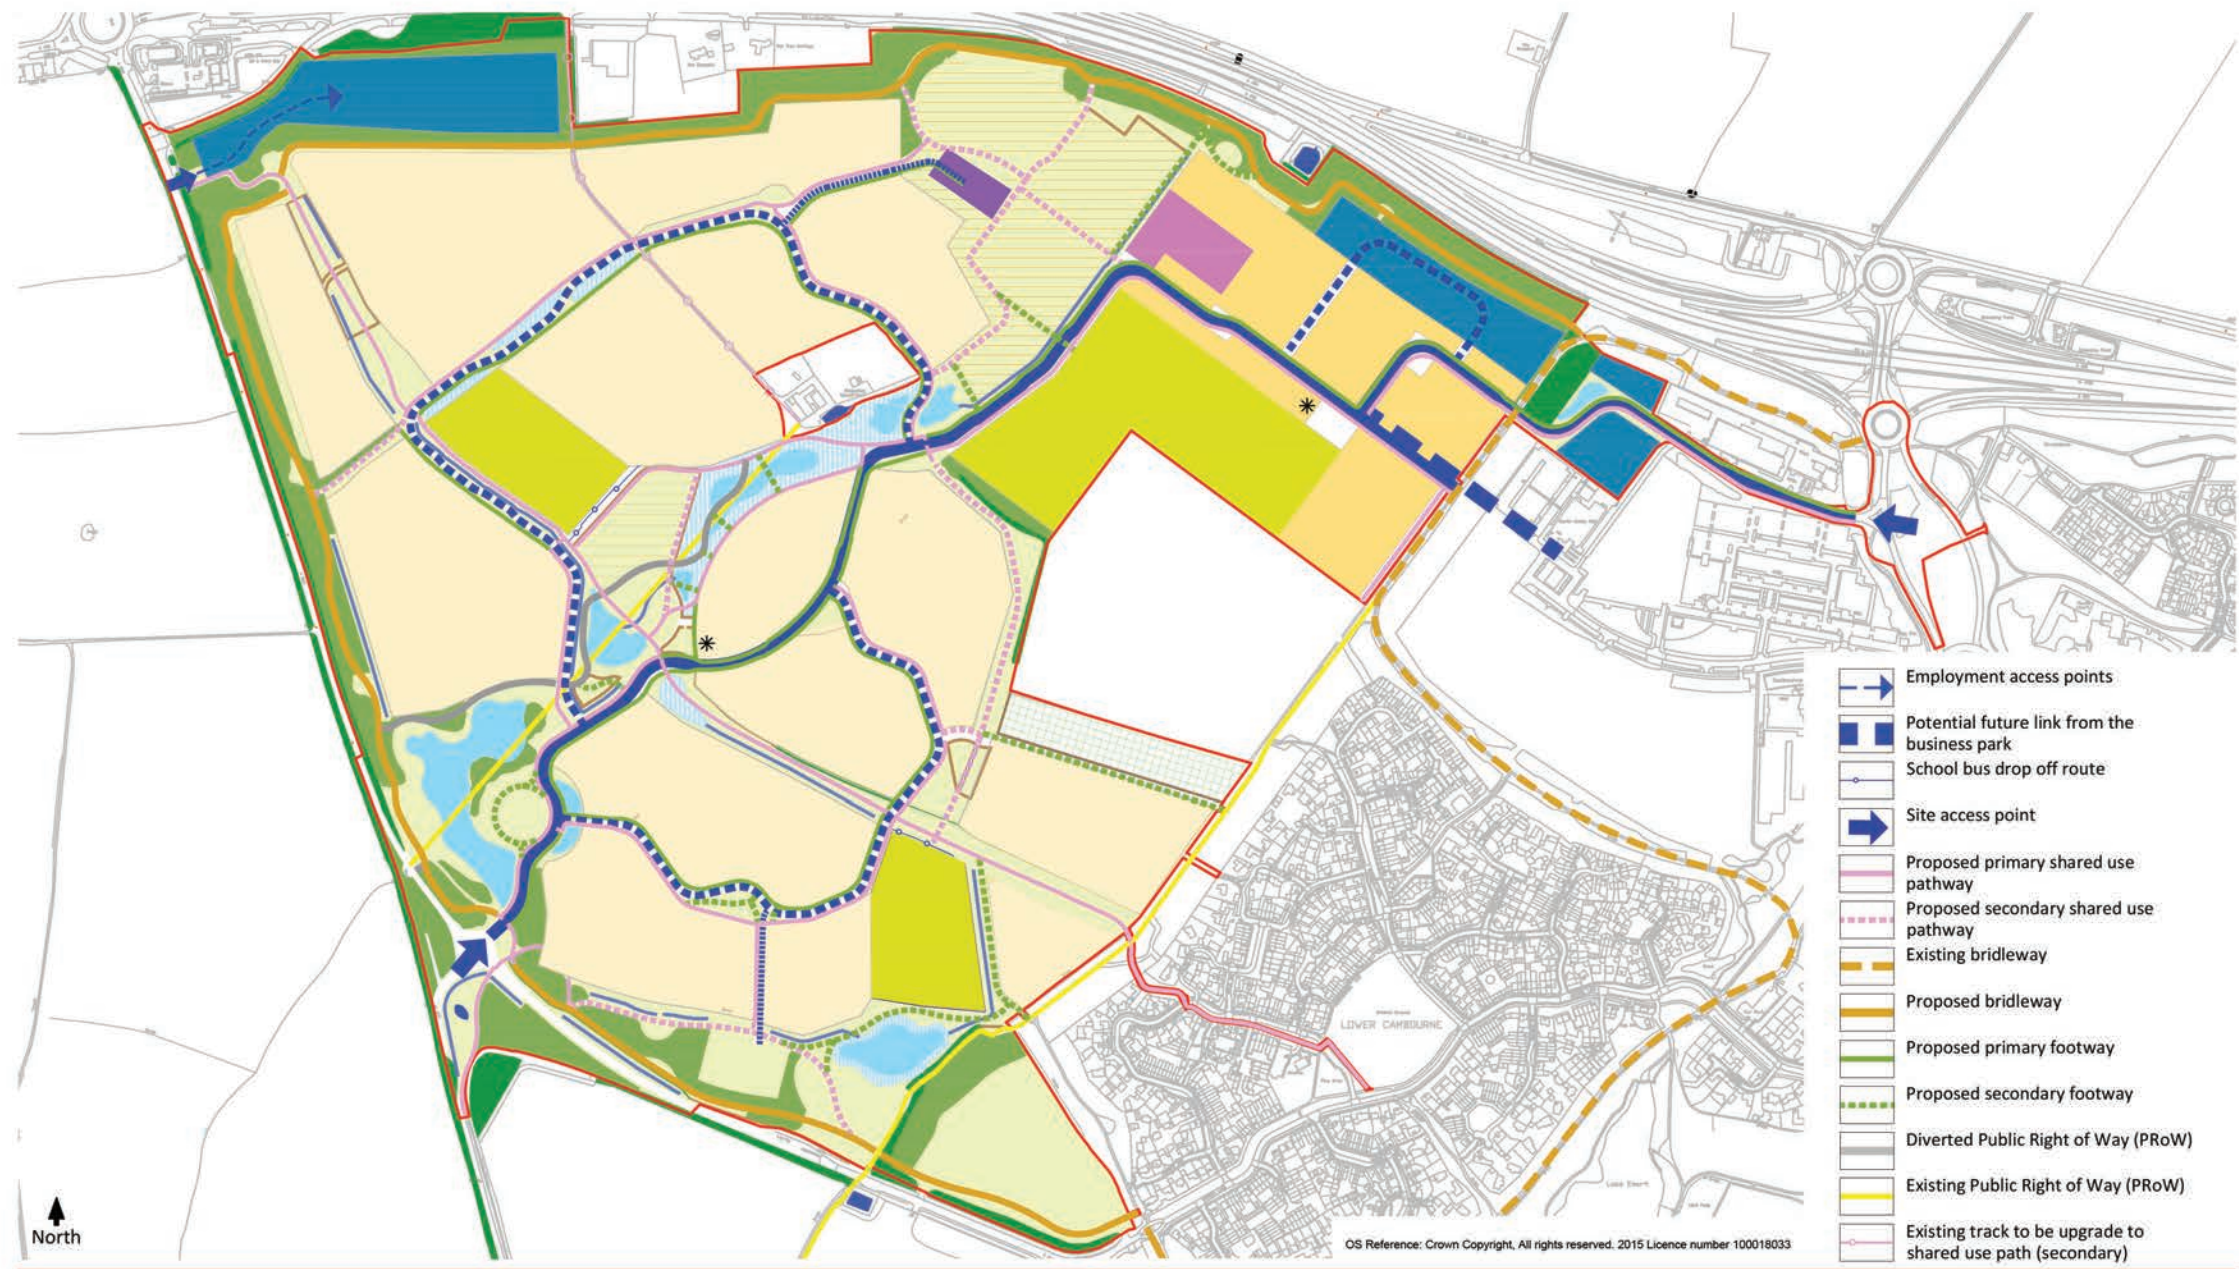 Employment access points
Potential future link from the
business park
School bus drop off route
Site access point
Proposed primary shared use
pathway
Proposed secondary shared use
pathway
Existing bridleway
Proposed bridleway
Proposed primary footway
Proposed secondary footway
Diverted Public Right of Way (PRoW)
Existing Public Right of Way (PRoW)
Existing track to be upgrade to
shared use path (secondary)
LOWER CAMBOURNE
North
OS Reference: Crown Copyright, All rights reserved. 2015 Licence number 100018033